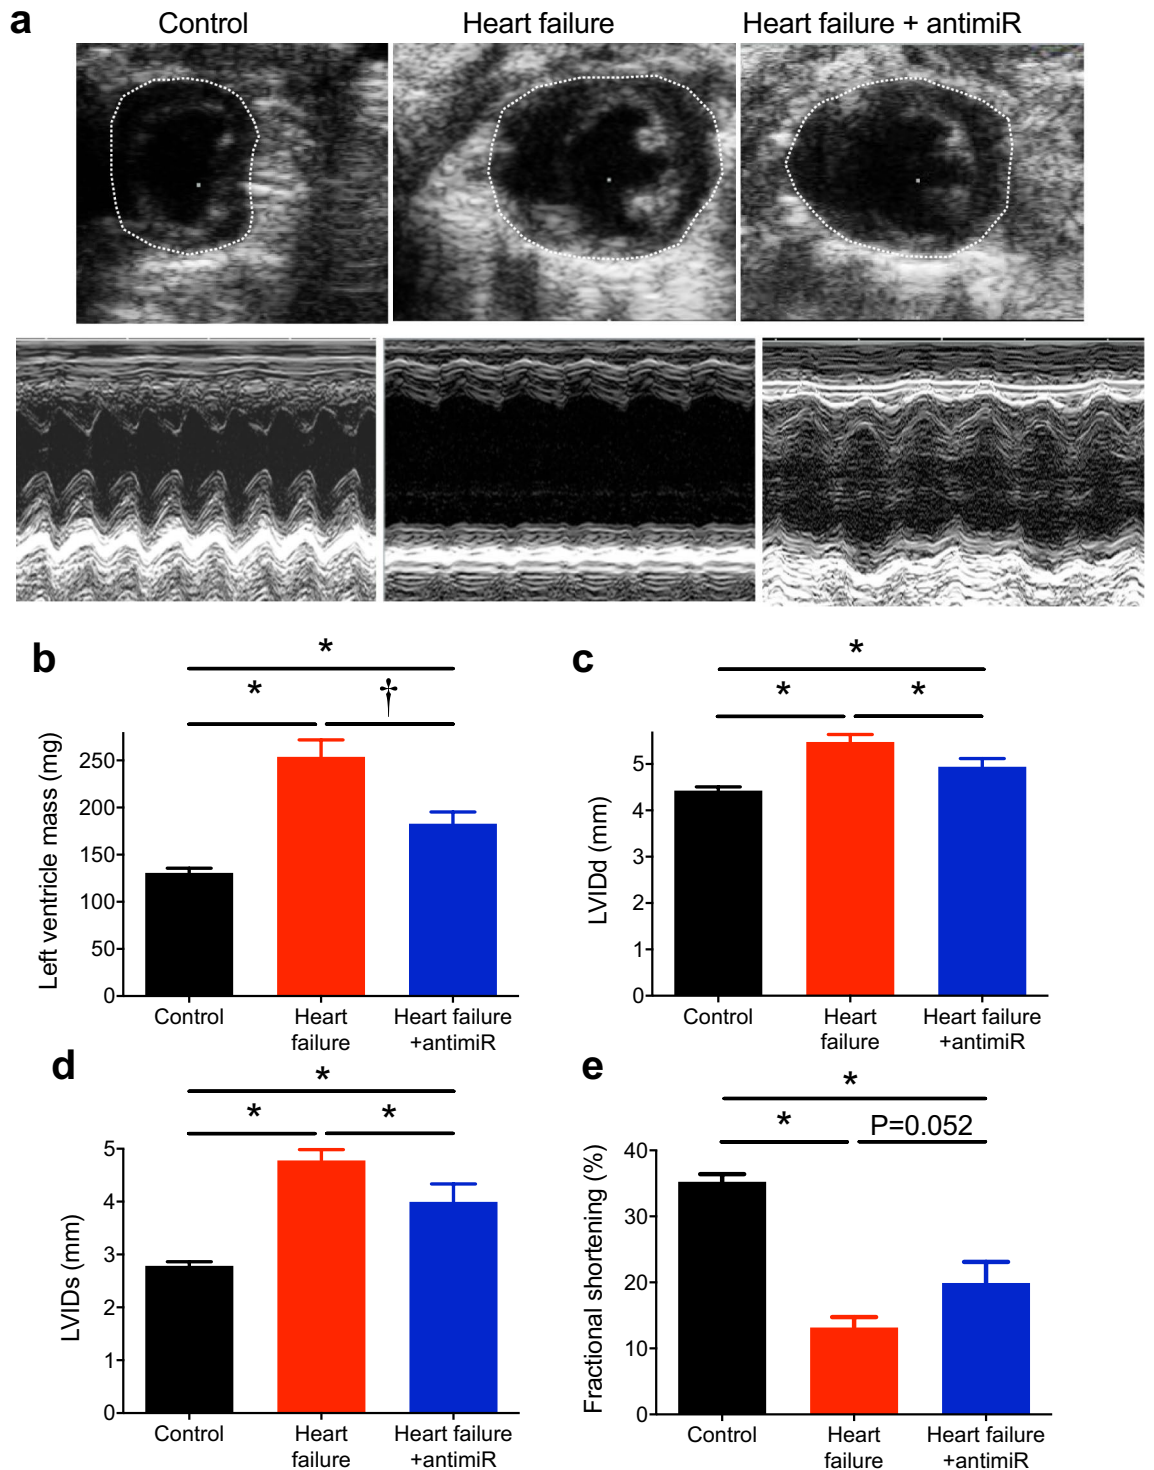 a
Control
Heart failure
Heart failure + antimiR
b
*
*
†
Left ventricle mass (mg)
250
200
150
100
50
0
Control
Heart
failure
Heart failure
+antimiR
c
*
*
*
LVIDd (mm)
5
4
3
2
1
0
Control
Heart
failure
Heart failure
+antimiR
d
*
*
*
LVIDs (mm)
5
4
3
2
1
0
Control
Heart
failure
Heart failure
+antimiR
e
*
*
P=0.052
Fractional shortening (%)
40
30
20
10
0
Control
Heart
failure
Heart failure
+antimiR